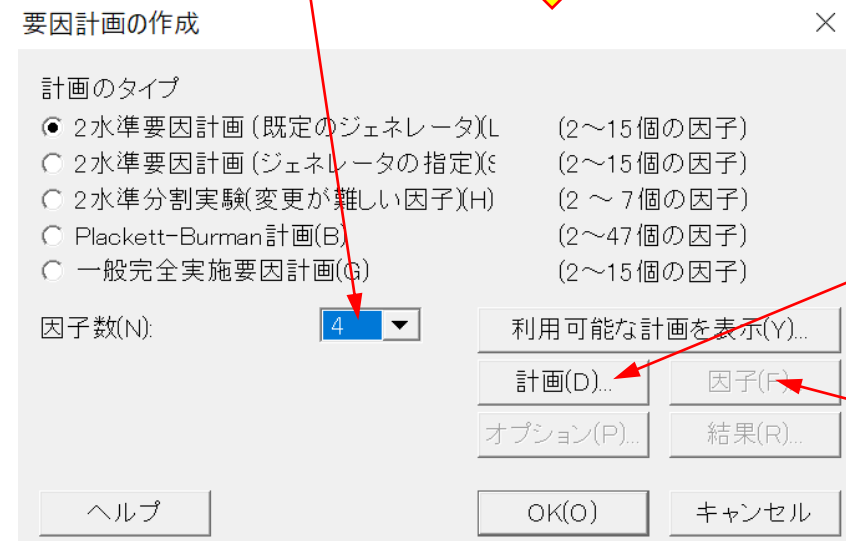 要因計画の作成
計画のタイプ
2水準要因計画(既定のジェネレータ)(L (2～15個の因子)
2水準要因計画(ジェネレータの指定)(S (2～15個の因子)
2水準分割実験(変更が難しい因子)(H) (2 ～ 7個の因子)
Plackett-Burman計画(B) (2～47個の因子)
一般完全実施要因計画(G) (2～15個の因子)
因子数(N): 4 利用可能な計画を表示(Y)...
計画(D)... 因子(F)...
オプション(P)... 結果(R)...
ヘルプ OK(O) キャンセル